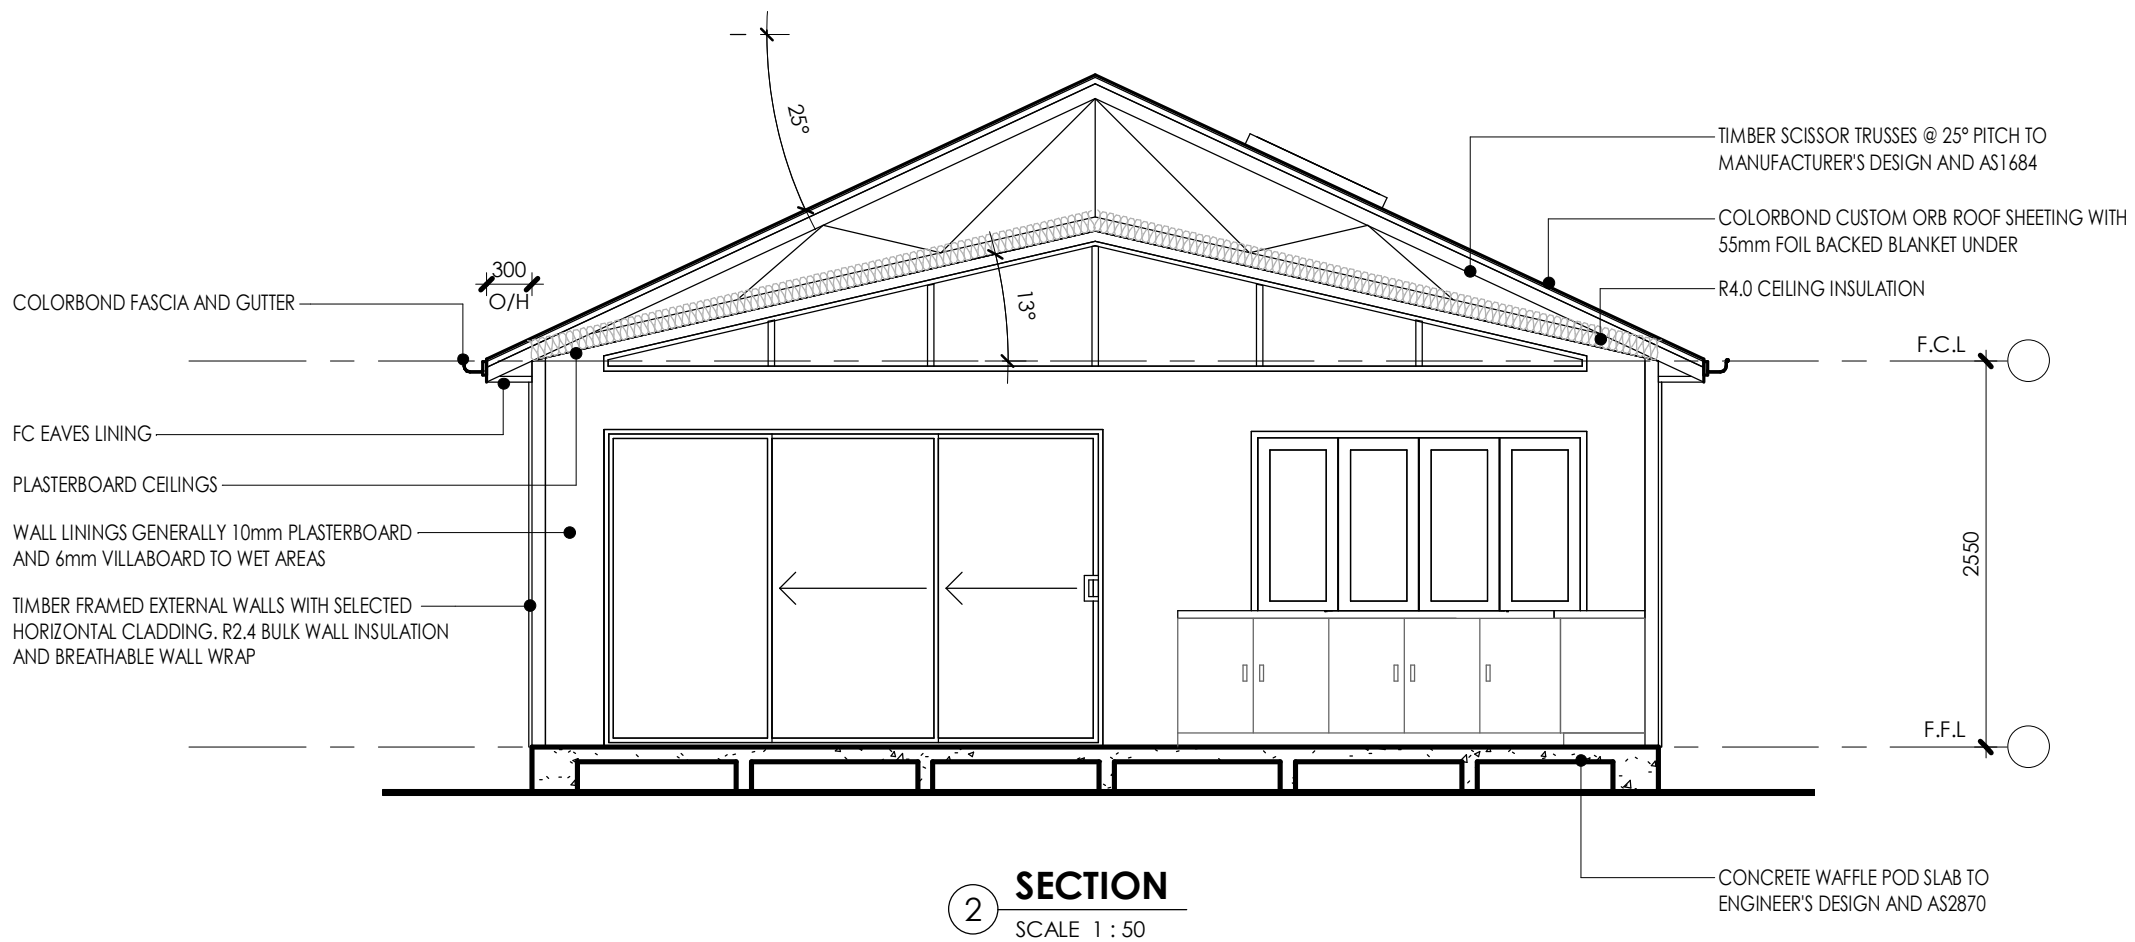 25°
TIMBER SCISSOR TRUSSES @ 25° PITCH TO
MANUFACTURER'S DESIGN AND AS1684
COLORBOND CUSTOM ORB ROOF SHEETING WITH
55mm FOIL BACKED BLANKET UNDER
300
O/H
COLORBOND FASCIA AND GUTTER
R4.0 CEILING INSULATION
13°
F.C.L
FC EAVES LINING
PLASTERBOARD CEILINGS
WALL LININGS GENERALLY 10mm PLASTERBOARD
AND 6mm VILLABOARD TO WET AREAS
2550
TIMBER FRAMED EXTERNAL WALLS WITH SELECTED
HORIZONTAL CLADDING. R2.4 BULK WALL INSULATION
AND BREATHABLE WALL WRAP
F.F.L
CONCRETE WAFFLE POD SLAB TO
ENGINEER'S DESIGN AND AS2870
2
SECTION
SCALE 1 : 50